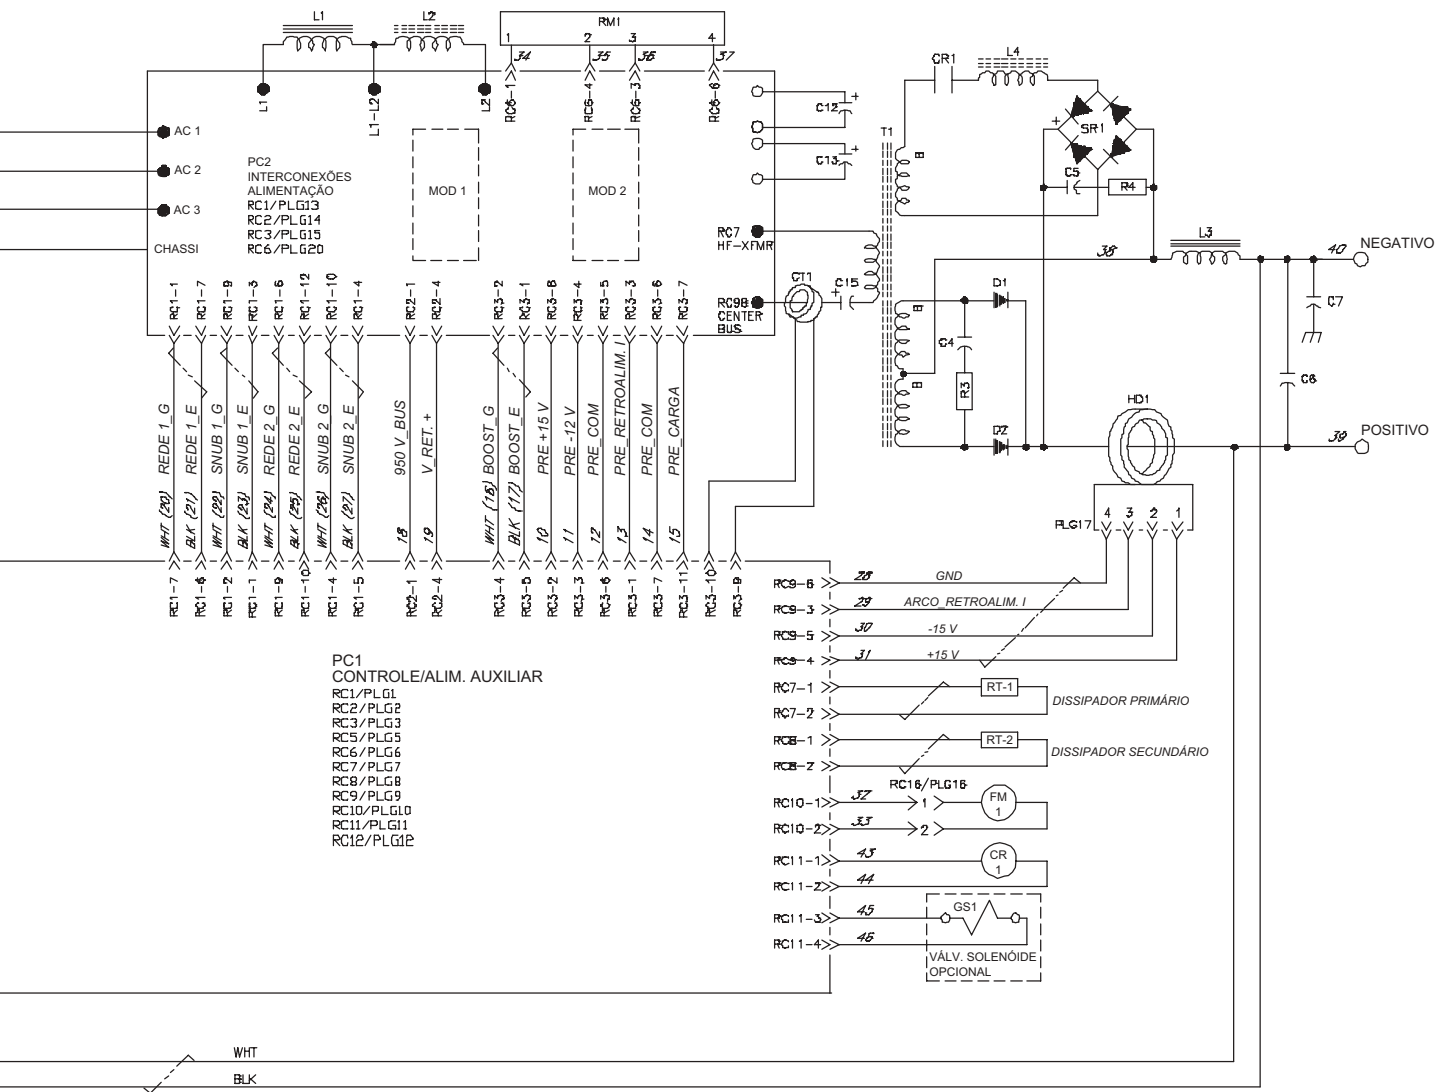 L1
L2
RM1
1
2
3
4
34
35
36
37
L1
L1-L2
L2
RC6-1
RC6-4
RC6-3
RC6-6
C12
+
C13
+
CR1
L4
T1
SR1
+
C5
R4
AC 1
AC 2
AC 3
CHASSI
PC2
INTERCONEXÕES
ALIMENTAÇÃO
RC1/PLG13
RC2/PLG14
RC3/PLG15
RC6/PLG20
MOD 1
MOD 2
RC7
HF-XFMR
RC98
CENTER
BUS
CT1
+
C15
38
L3
40
NEGATIVO
C7
C6
D1
C4
R3
D2
HD1
39
POSITIVO
RC1-1
RC1-7
RC1-9
RC1-3
RC1-6
RC1-12
RC1-10
RC1-4
RC2-1
RC2-4
RC3-2
RC3-1
RC3-8
RC3-4
RC3-5
RC3-3
RC3-6
RC3-7
WHT (20) REDE 1_G
BLK (21) REDE 1_E
WHT (22) SNUB 1_G
BLK (23) SNUB 1_E
WHT (24) REDE 2_G
BLK (25) REDE 2_E
WHT (26) SNUB 2_G
BLK (27) SNUB 2_E
18 950 V_BUS
19 V_RET. +
WHT (16) BOOST_G
BLK (17) BOOST_E
10 PRE +15 V
11 PRE -12 V
12 PRE_COM
13 PRE_RETROALIM. I
14 PRE_COM
15 PRE_CARGA
RC1-7
RC1-6
RC1-2
RC1-1
RC1-9
RC1-10
RC1-4
RC1-5
RC2-1
RC2-4
RC3-4
RC3-5
RC3-2
RC3-3
RC3-6
RC3-1
RC3-7
RC3-11
RC3-10
RC3-9
PLG17
4
3
2
1
RC9-6 28 GND
RC9-3 29 ARCO_RETROALIM. I
RC9-5 30 -15 V
RC9-4 31 +15 V
RC7-1 RT-1
DISSIPADOR PRIMÁRIO
RC7-2
RC8-1 RT-2
DISSIPADOR SECUNDÁRIO
RC8-2
RC16/PLG16
RC10-1 32 1 FM
1
RC10-2 33 2
RC11-1 43 CR
1
RC11-2 44
RC11-3 45 GS1
RC11-4 46
VÁLV. SOLENÓIDE
OPCIONAL
PC1
CONTROLE/ALIM. AUXILIAR
RC1/PLG1
RC2/PLG2
RC3/PLG3
RC5/PLG5
RC6/PLG6
RC7/PLG7
RC8/PLG8
RC9/PLG9
RC10/PLG10
RC11/PLG11
RC12/PLG12
WHT
BLK